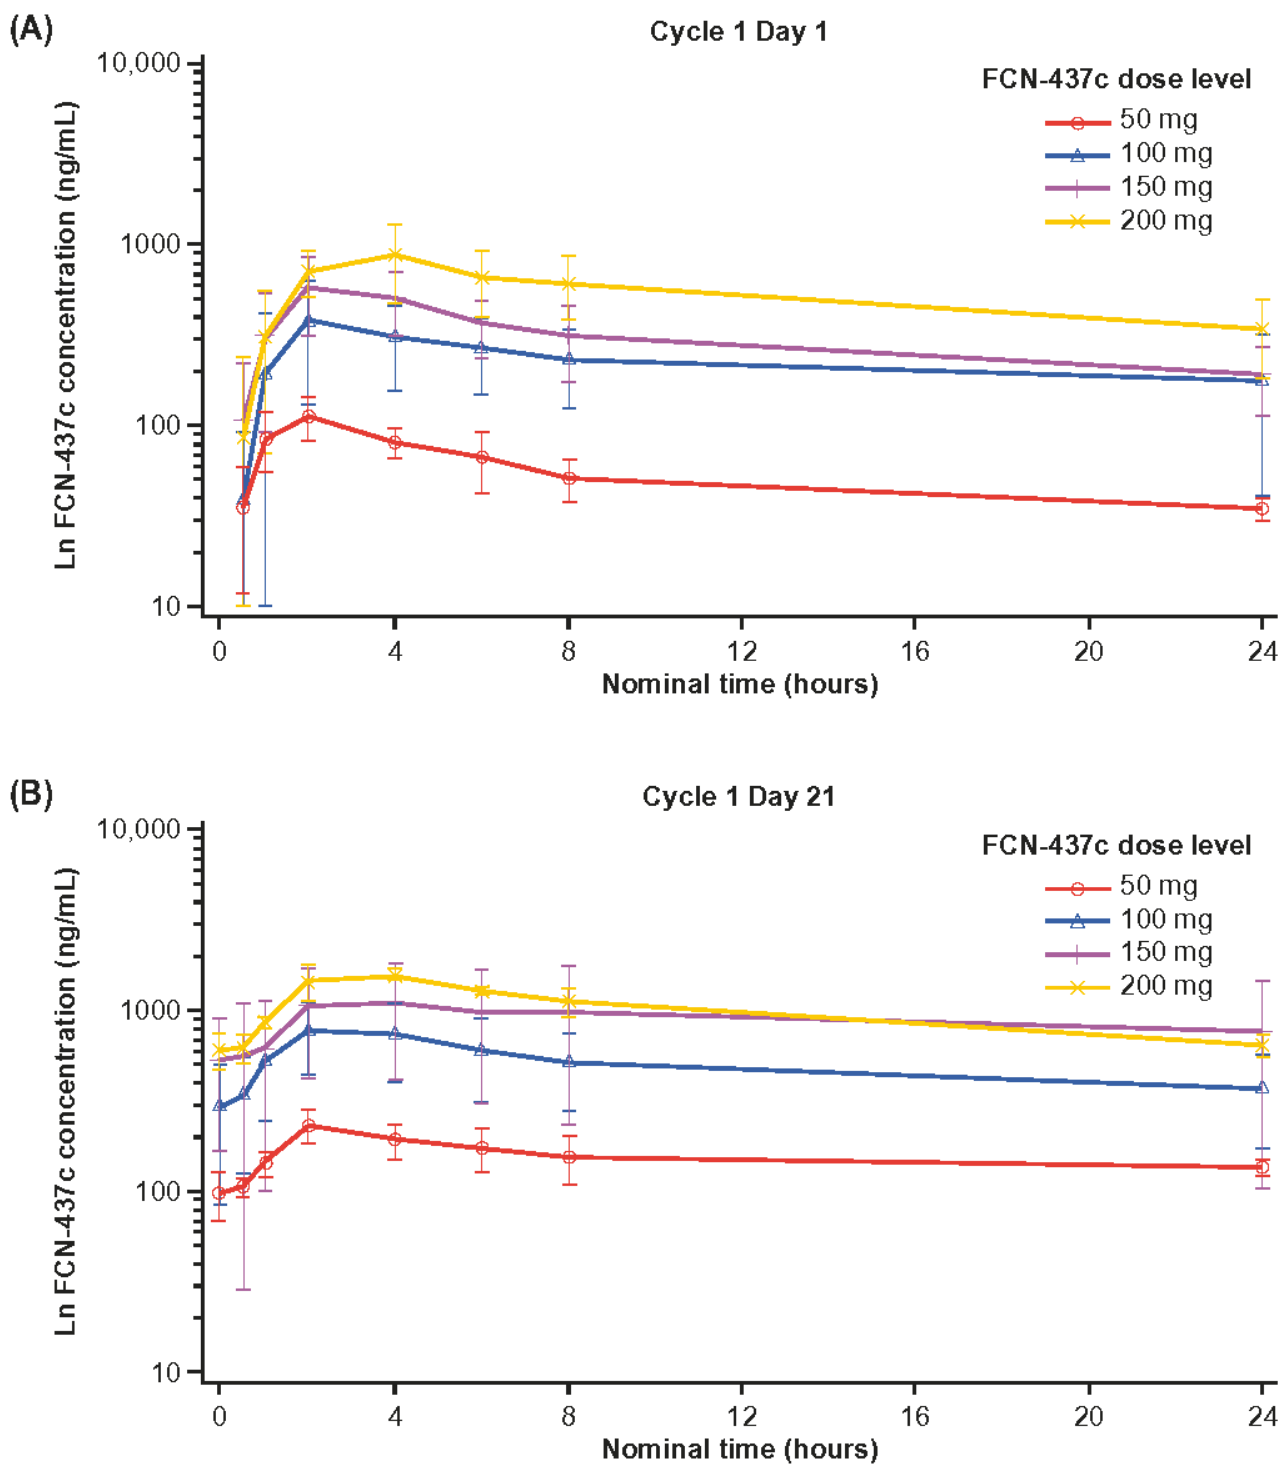 (A)
Cycle 1 Day 1
Ln FCN-437c concentration (ng/mL)
10,000
1000
100
10
FCN-437c dose level
50 mg
100 mg
150 mg
200 mg
0 4 8 12 16 20 24
Nominal time (hours)
(B)
Cycle 1 Day 21
Ln FCN-437c concentration (ng/mL)
10,000
1000
100
10
FCN-437c dose level
50 mg
100 mg
150 mg
200 mg
0 4 8 12 16 20 24
Nominal time (hours)